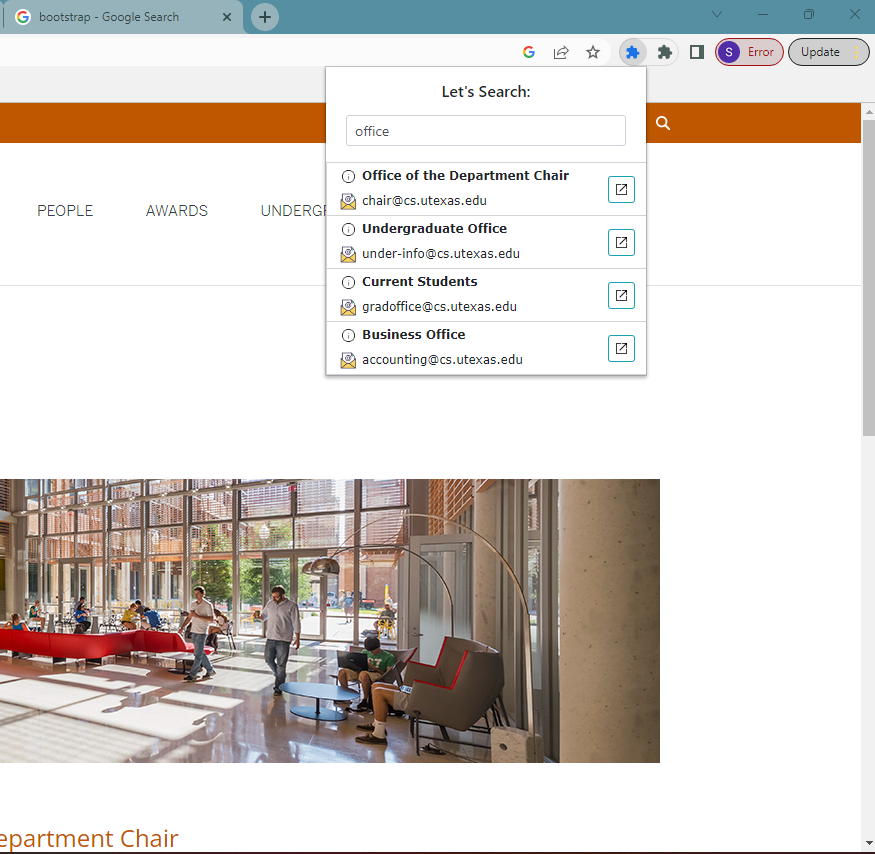 bootstrap - Google Search
S Error Update
Let's Search:
office
Office of the Department Chair
chair@cs.utexas.edu
PEOPLE AWARDS UNDERG
Undergraduate Office
under-info@cs.utexas.edu
Current Students
gradoffice@cs.utexas.edu
Business Office
accounting@cs.utexas.edu
epartment Chair